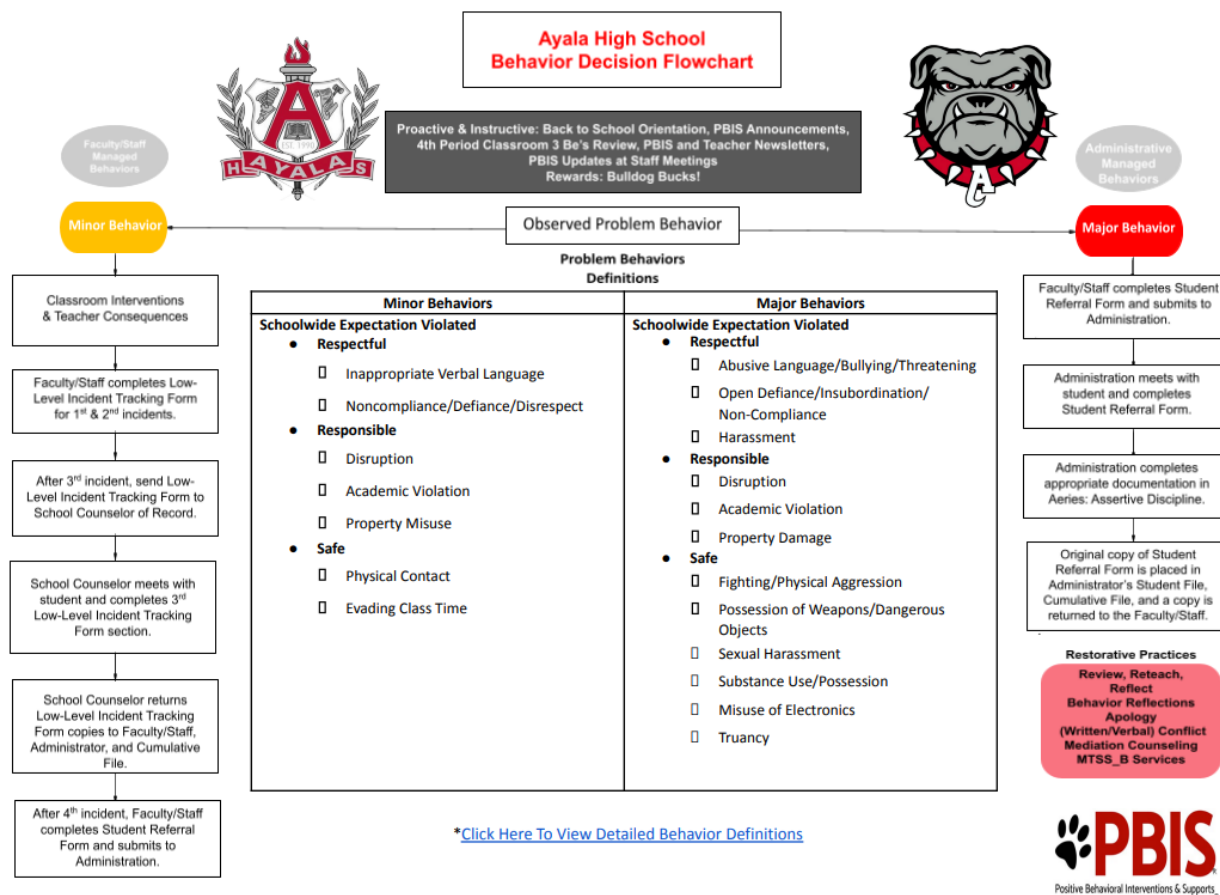 Ayala High School
Behavior Decision Flowchart
A
EST. 1990
H AYALA S
Proactive & Instructive: Back to School Orientation, PBIS Announcements,
4th Period Classroom 3 Be's Review, PBIS and Teacher Newsletters,
PBIS Updates at Staff Meetings
Rewards: Bulldog Bucks!
Faculty/Staff
Managed
Behaviors
Administrative
Managed
Behaviors
Minor Behavior
Observed Problem Behavior
Major Behavior
Classroom Interventions
& Teacher Consequences
Faculty/Staff completes Low-
Level Incident Tracking Form
for 1st & 2nd incidents.
After 3rd incident, send Low-
Level Incident Tracking Form to
School Counselor of Record.
School Counselor meets with
student and completes 3rd
Low-Level Incident Tracking
Form section.
School Counselor returns
Low-Level Incident Tracking
Form copies to Faculty/Staff,
Administrator, and Cumulative
File.
After 4th incident, Faculty/Staff
completes Student Referral
Form and submits to
Administration.
Problem Behaviors
Definitions
Minor Behaviors
Schoolwide Expectation Violated
● Respectful
Inappropriate Verbal Language
Noncompliance/Defiance/Disrespect
● Responsible
Disruption
Academic Violation
Property Misuse
● Safe
Physical Contact
Evading Class Time
Major Behaviors
Schoolwide Expectation Violated
● Respectful
Abusive Language/Bullying/Threatening
Open Defiance/Insubordination/
Non-Compliance
Harassment
● Responsible
Disruption
Academic Violation
Property Damage
● Safe
Fighting/Physical Aggression
Possession of Weapons/Dangerous
Objects
Sexual Harassment
Substance Use/Possession
Misuse of Electronics
Truancy
*Click Here To View Detailed Behavior Definitions
Faculty/Staff completes Student
Referral Form and submits to
Administration.
Administration meets with
student and completes
Student Referral Form.
Administration completes
appropriate documentation in
Aeries: Assertive Discipline.
Original copy of Student
Referral Form is placed in
Administrator's Student File,
Cumulative File, and a copy is
returned to the Faculty/Staff.
Restorative Practices
Review, Reteach,
Reflect
Behavior Reflections
Apology
(Written/Verbal) Conflict
Mediation Counseling
MTSS_B Services
PBIS
Positive Behavioral Interventions & Supports